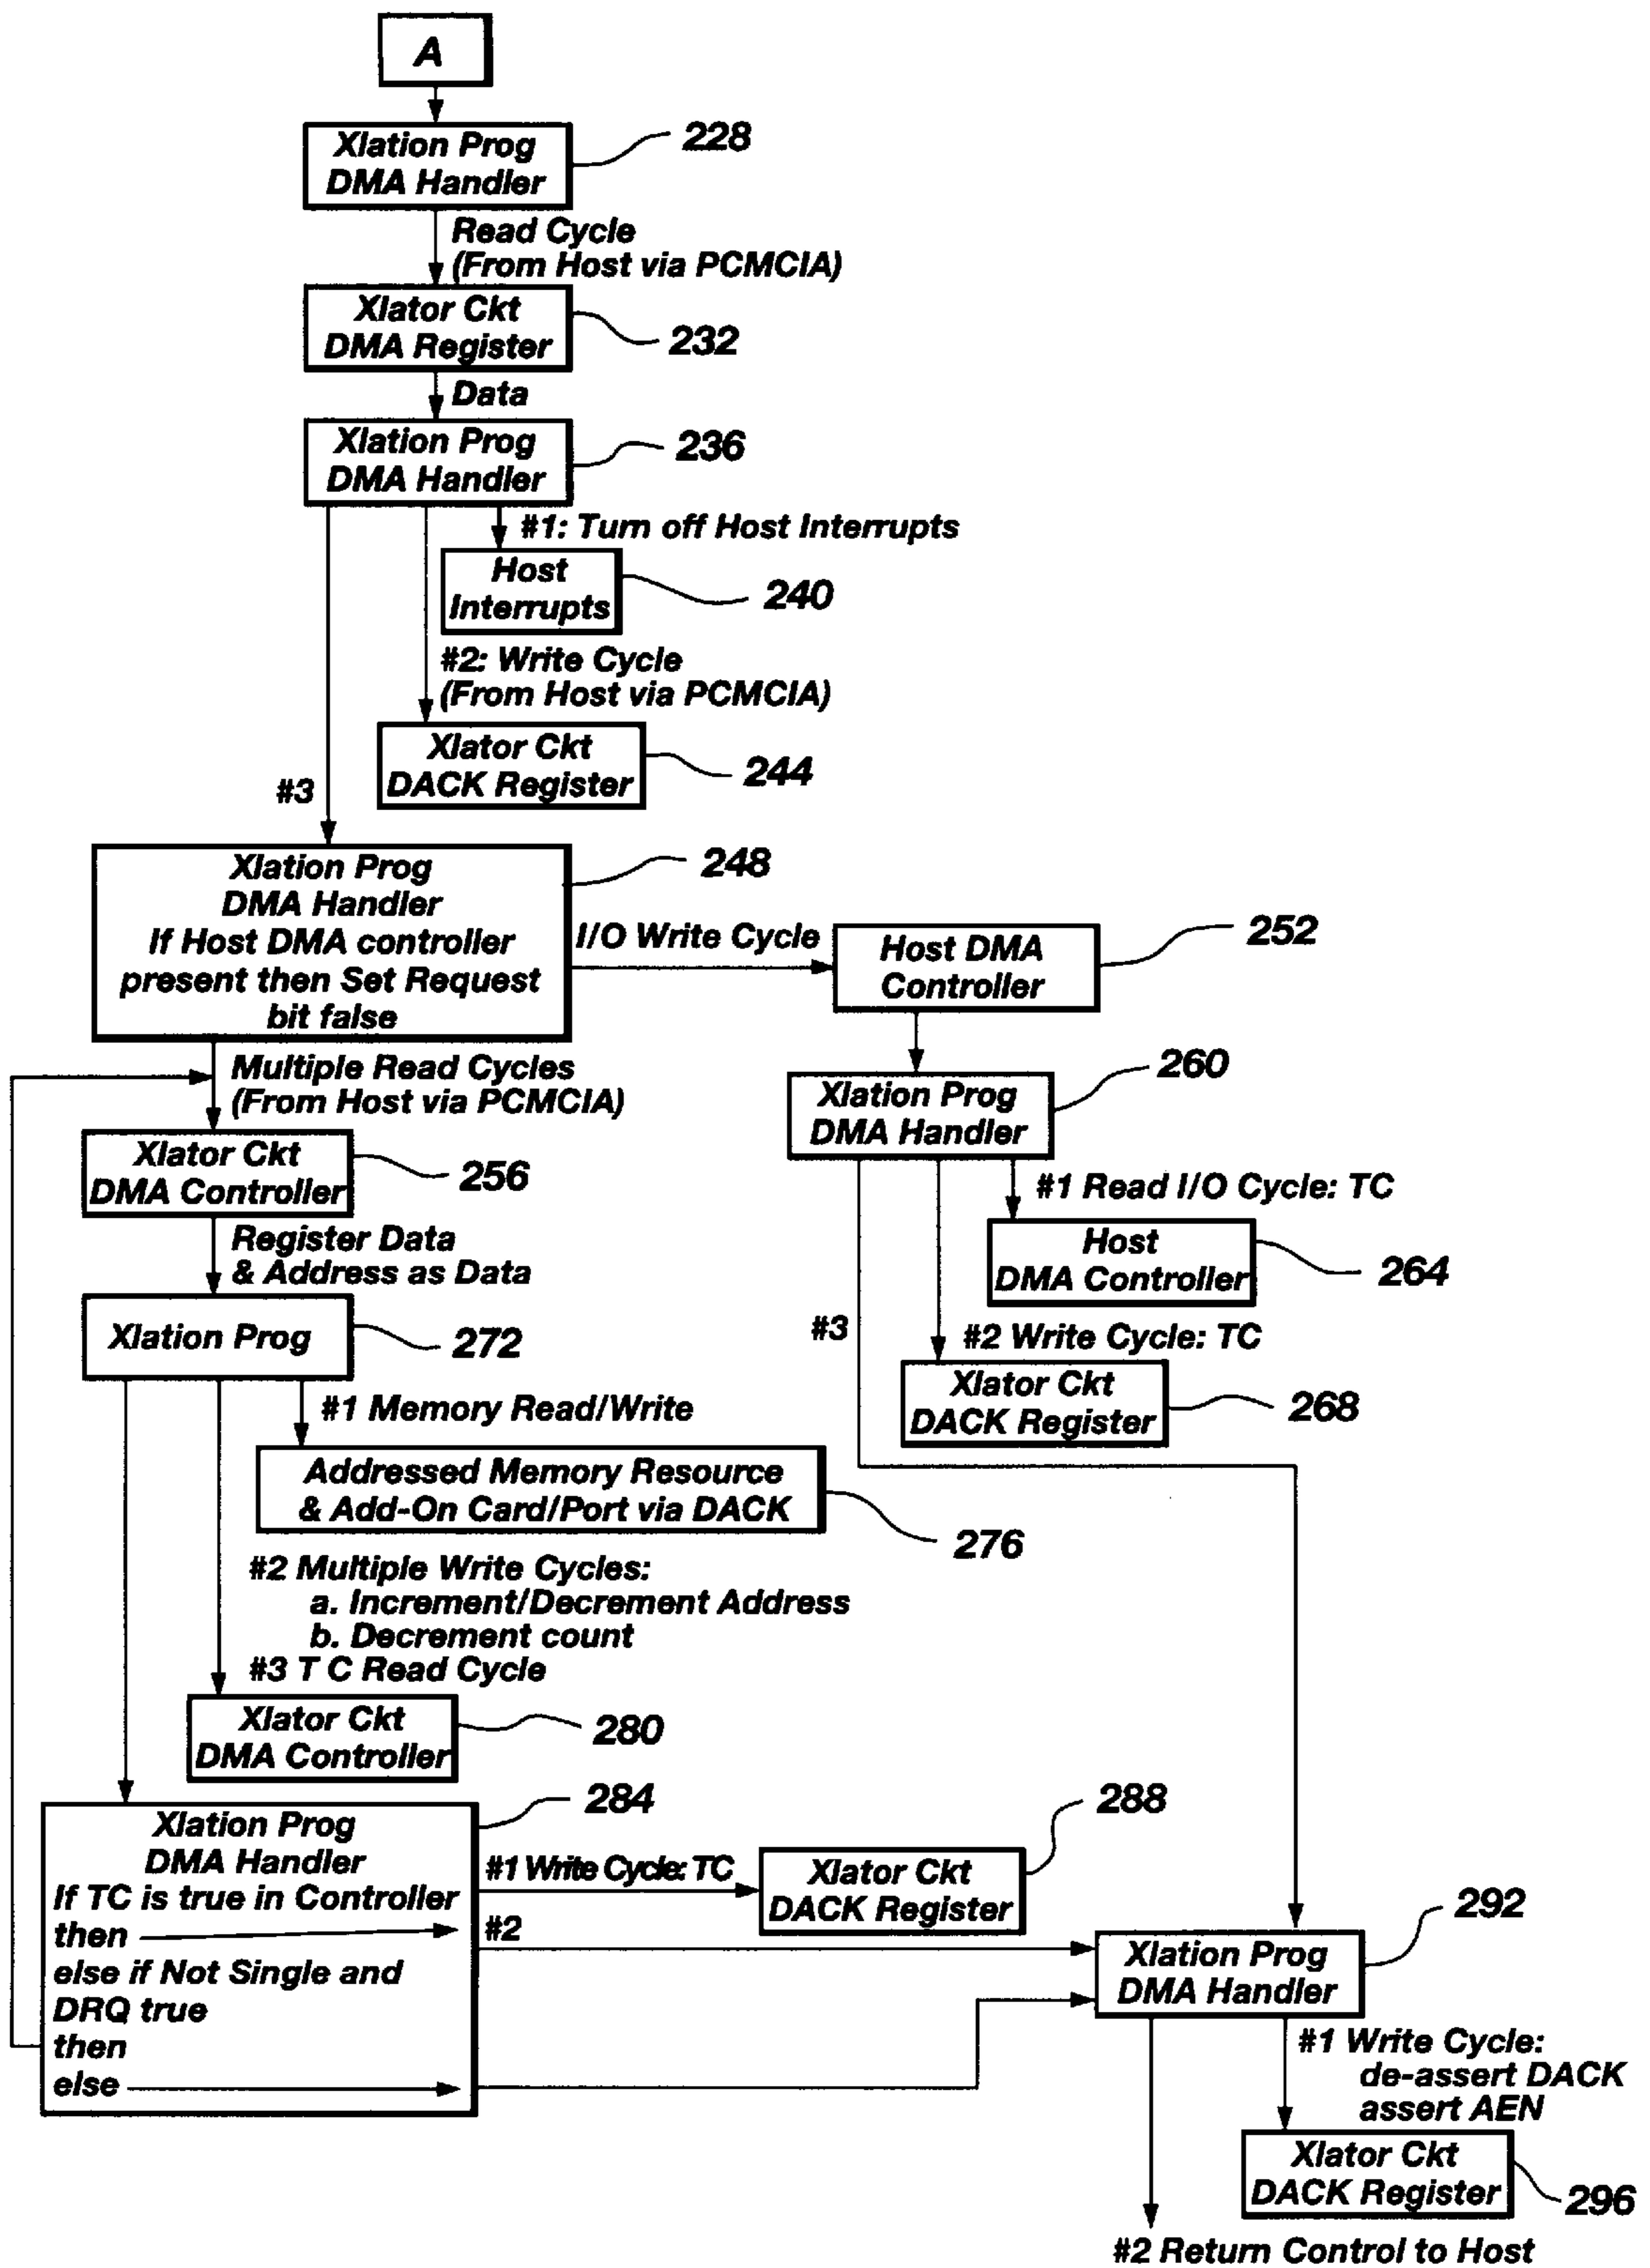 A
Xlation Prog
DMA Handler
228
Read Cycle
(From Host via PCMCIA)
Xlator Ckt
DMA Register
232
Data
Xlation Prog
DMA Handler
236
#1: Turn off Host Interrupts
Host
Interrupts
240
#2: Write Cycle
(From Host via PCMCIA)
Xlator Ckt
DACK Register
244
#3
Xlation Prog
DMA Handler
If Host DMA controller
present then Set Request
bit false
248
I/O Write Cycle
Host DMA
Controller
252
Multiple Read Cycles
(From Host via PCMCIA)
Xlation Prog
DMA Handler
260
Xlator Ckt
DMA Controller
256
#1 Read I/O Cycle: TC
Host
DMA Controller
264
Register Data
& Address as Data
Xlation Prog
272
#3
#2 Write Cycle: TC
Xlator Ckt
DACK Register
268
#1 Memory Read/Write
Addressed Memory Resource
& Add-On Card/Port via DACK
276
#2 Multiple Write Cycles:
a. Increment/Decrement Address
b. Decrement count
#3 T C Read Cycle
Xlator Ckt
DMA Controller
280
Xlation Prog
DMA Handler
If TC is true in Controller
then
else if Not Single and
DRQ true
then
else
284
#1 Write Cycle: TC
Xlator Ckt
DACK Register
288
#2
Xlation Prog
DMA Handler
292
#1 Write Cycle:
de-assert DACK
assert AEN
Xlator Ckt
DACK Register
296
#2 Return Control to Host